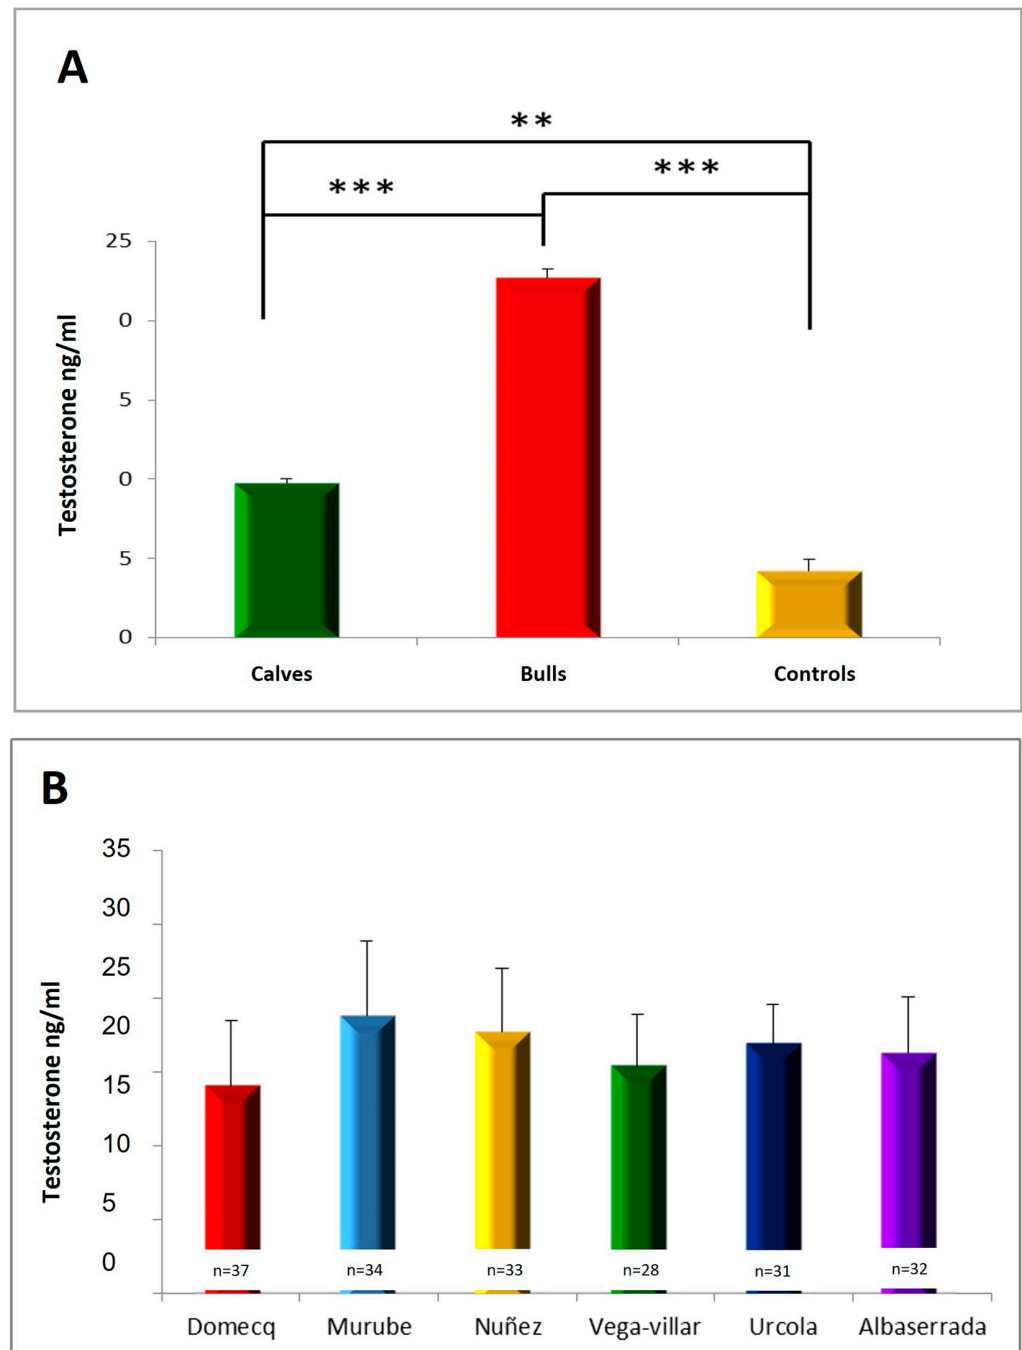 A
**
***
***
25
0
5
0
5
0
Testosterone ng/ml
Calves
Bulls
Controls
B
35
30
25
20
15
10
5
0
Testosterone ng/ml
n=37
n=34
n=33
n=28
n=31
n=32
Domecq
Murube
Nuñez
Vega-villar
Urcola
Albaserrada